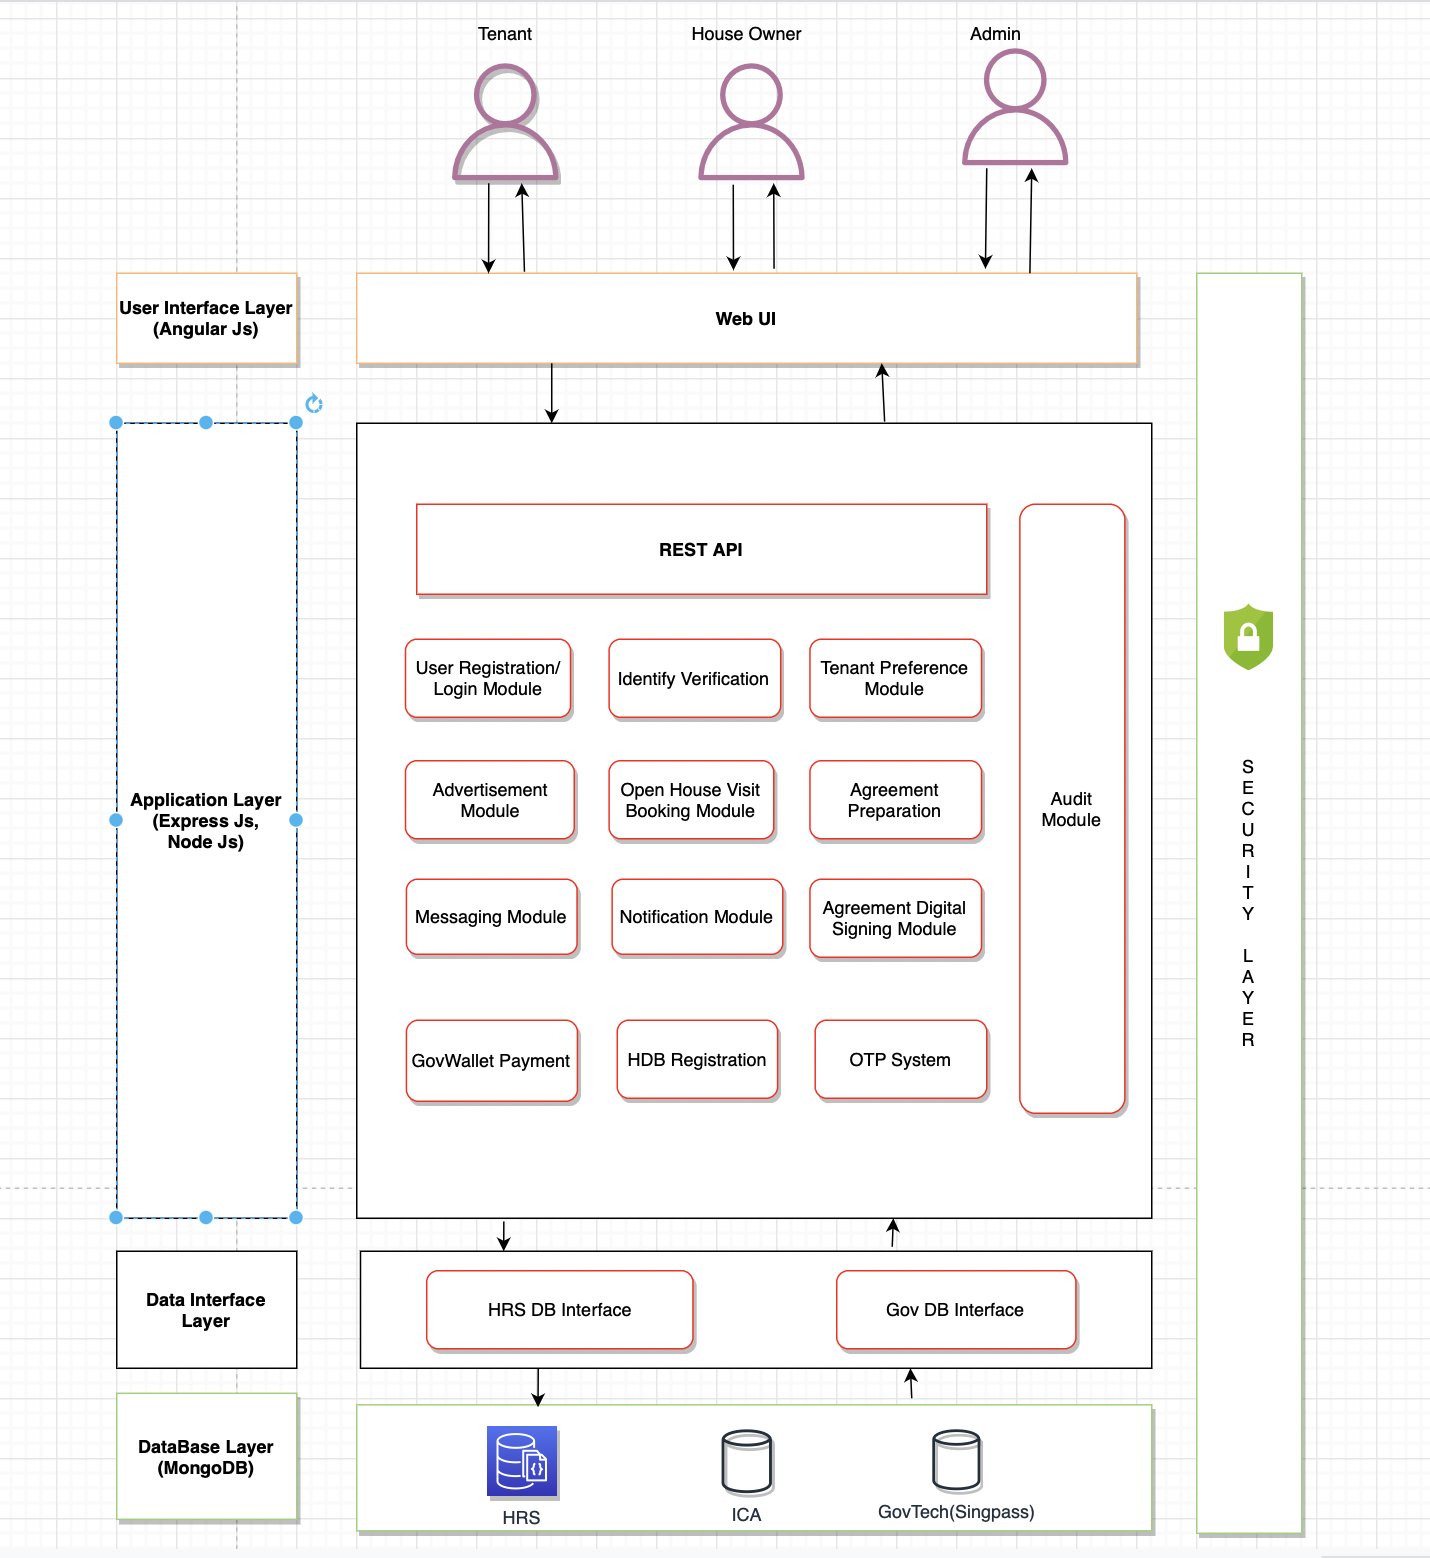 Tenant
House Owner
Admin
User Interface Layer
(Angular Js)
Web UI
REST API
User Registration/
Login Module
Identify Verification
Tenant Preference
Module
Advertisement
Module
Open House Visit
Booking Module
Agreement
Preparation
Audit
Module
Application Layer
(Express Js,
Node Js)
Messaging Module
Notification Module
Agreement Digital
Signing Module
GovWallet Payment
HDB Registration
OTP System
S
E
C
U
R
I
T
Y
L
A
Y
E
R
Data Interface
Layer
HRS DB Interface
Gov DB Interface
DataBase Layer
(MongoDB)
{}
HRS
ICA
GovTech(Singpass)